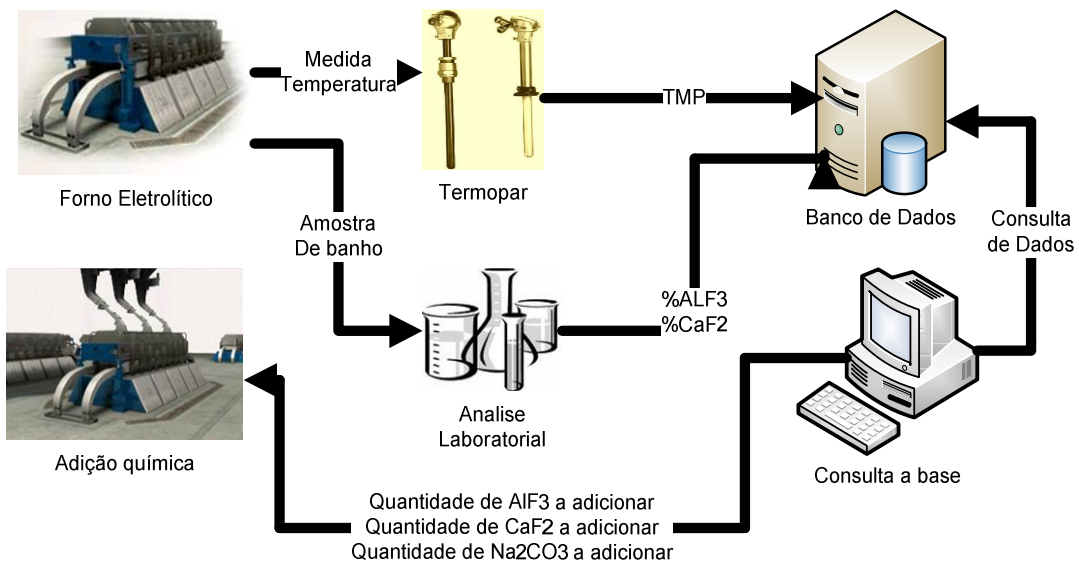 Medida
Temperatura
TMP
Forno Eletrolítico
Termopar
Banco de Dados
Amostra
De banho
Consulta
de Dados
%ALF3
%CaF2
Analise
Laboratorial
Adição química
Consulta a base
Quantidade de AlF3 a adicionar
Quantidade de CaF2 a adicionar
Quantidade de Na2CO3 a adicionar